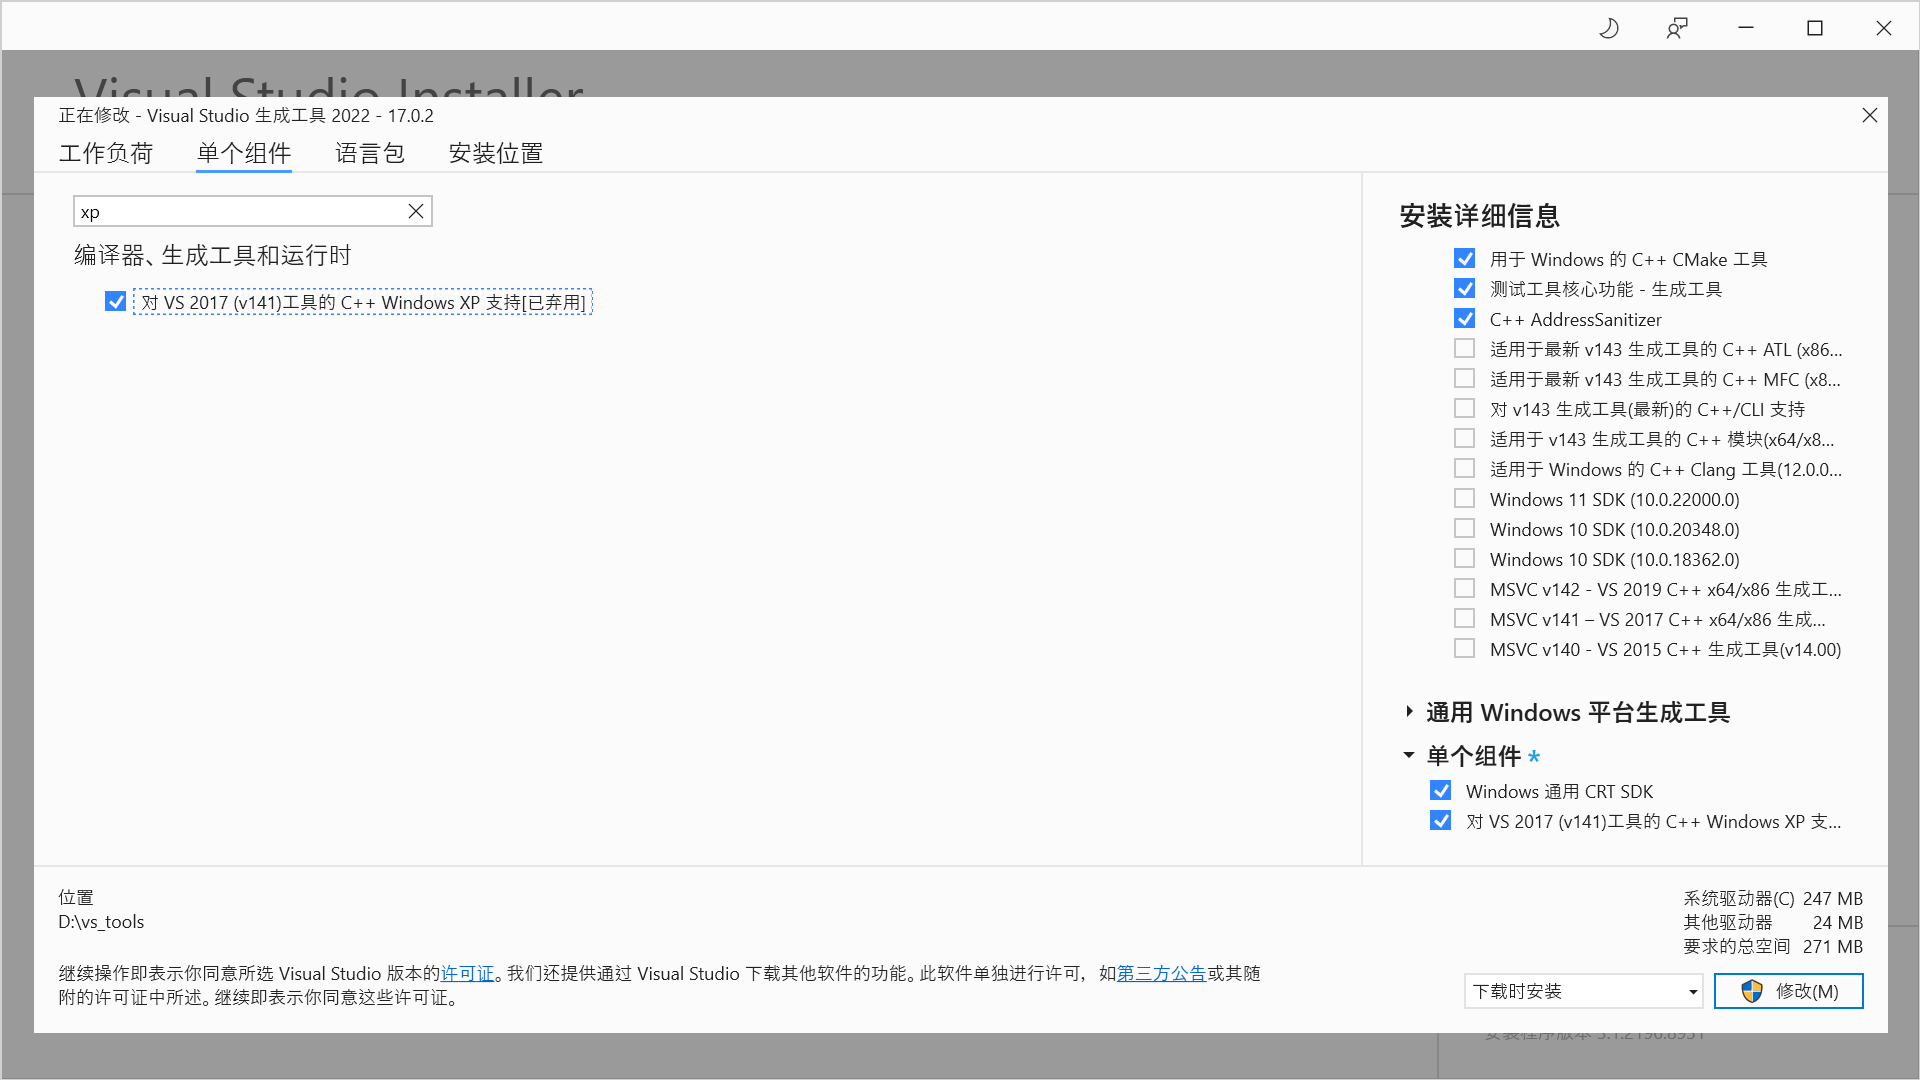 Visual Studio Installer
正在修改 - Visual Studio 生成工具 2022 - 17.0.2
工作负荷
单个组件
语言包
安装位置
xp
编译器、生成工具和运行时
对 VS 2017 (v141)工具的 C++ Windows XP 支持[已弃用]
安装详细信息
用于 Windows 的 C++ CMake 工具
测试工具核心功能 - 生成工具
C++ AddressSanitizer
适用于最新 v143 生成工具的 C++ ATL (x86...
适用于最新 v143 生成工具的 C++ MFC (x8...
对 v143 生成工具(最新)的 C++/CLI 支持
适用于 v143 生成工具的 C++ 模块(x64/x8...
适用于 Windows 的 C++ Clang 工具(12.0.0...
Windows 11 SDK (10.0.22000.0)
Windows 10 SDK (10.0.20348.0)
Windows 10 SDK (10.0.18362.0)
MSVC v142 - VS 2019 C++ x64/x86 生成工...
MSVC v141 – VS 2017 C++ x64/x86 生成...
MSVC v140 - VS 2015 C++ 生成工具(v14.00)
通用 Windows 平台生成工具
单个组件 *
Windows 通用 CRT SDK
对 VS 2017 (v141)工具的 C++ Windows XP 支...
位置
D:\vs_tools
系统驱动器(C) 247 MB
其他驱动器 24 MB
要求的总空间 271 MB
继续操作即表示你同意所选 Visual Studio 版本的许可证。我们还提供通过 Visual Studio 下载其他软件的功能。此软件单独进行许可，如第三方公告或其随
附的许可证中所述。继续即表示你同意这些许可证。
下载时安装
修改(M)